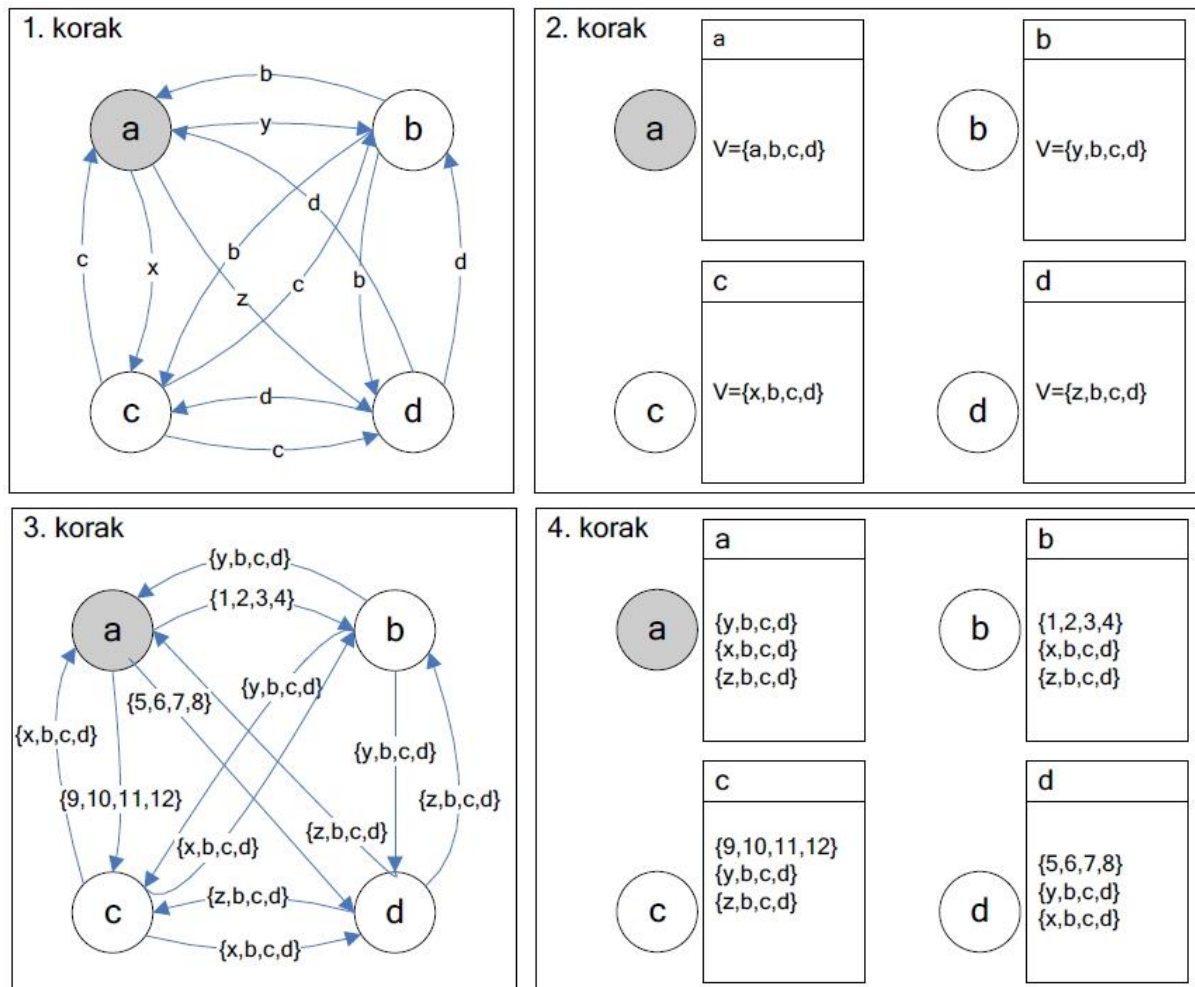 1. korak
b
a
y
b
d
b
d
c
x
c
b
z
d
c
d
c
2. korak
a
a
V={a,b,c,d}
b
b
V={y,b,c,d}
c
c
V={x,b,c,d}
d
d
V={z,b,c,d}
3. korak
{y,b,c,d}
{1,2,3,4}
a
b
{y,b,c,d}
{5,6,7,8}
{x,b,c,d}
{y,b,c,d}
{9,10,11,12}
{z,b,c,d}
{z,b,c,d}
{x,b,c,d}
{z,b,c,d}
c
d
{x,b,c,d}
4. korak
a
a
{y,b,c,d}
{x,b,c,d}
{z,b,c,d}
b
b
{1,2,3,4}
{x,b,c,d}
{z,b,c,d}
c
c
{9,10,11,12}
{y,b,c,d}
{z,b,c,d}
d
d
{5,6,7,8}
{y,b,c,d}
{x,b,c,d}